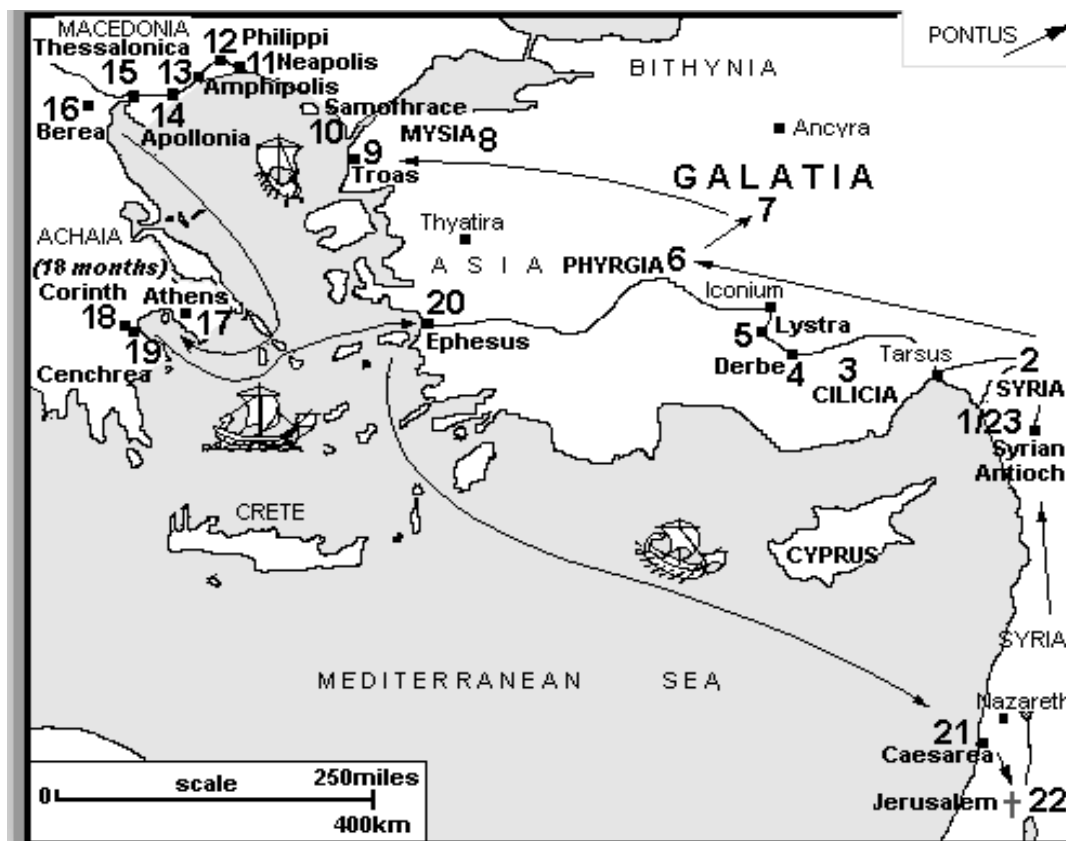 MACEDONIA
PONTUS
Thessalonica
12 Philippi
11 Neapolis
15 13
Amphipolis
BITHYNIA
16
Berea
14
Apollonia
Samothrace
10
MYSIA 8
Ancyra
9
Troas
GALATIA
7
Thyatira
ACHAIA
(18 months)
ASIA
PHYRGIA 6
Corinth
Athens
18
17
19
Cenchrea
20
Ephesus
Iconium
5
Lystra
Derbe
4
3
CILICIA
Tarsus
2
SYRIA
1/23
Syrian
Antioch
CRETE
CYPRUS
SYRIA
MEDITERRANEAN SEA
Nazareth
21
Caesarea
Jerusalem 22
250miles
scale
0
400km